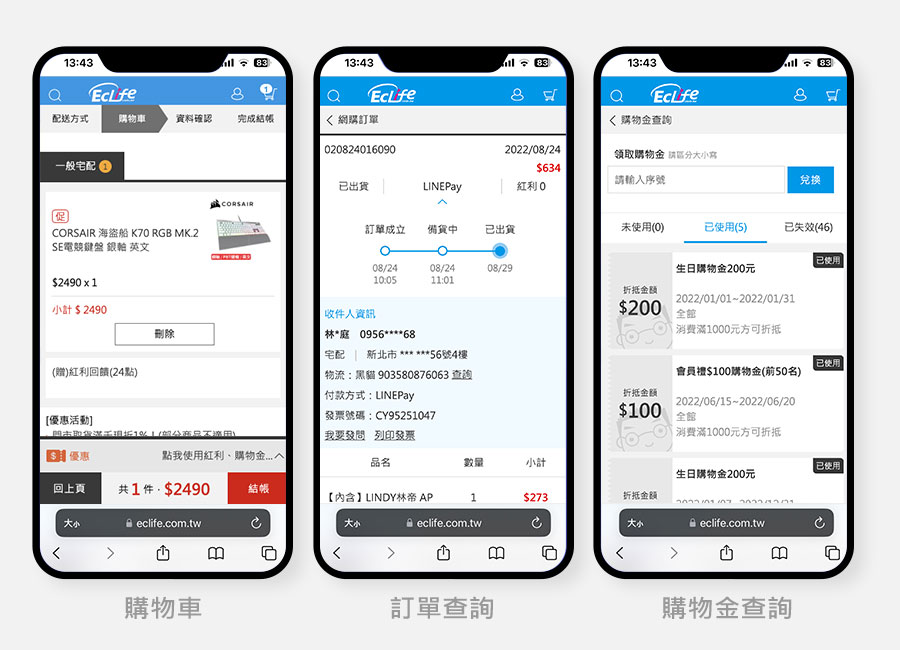 13:43
83
EcLife
1
配送方式
購物車
資料確認
完成結帳
一般宅配 1
促
CORSAIR
CORSAIR 海盜船 K70 RGB MK.2
SE電競鍵盤 銀軸 英文
$2490 x 1
小計 $ 2490
刪除
(贈)紅利回饋(24點)
[優惠活動]
$ 優惠
點我使用紅利、購物金...
回上頁
共 1 件・$2490
結帳
大小
eclife.com.tw
購物車
13:43
83
EcLife
網購訂單
020824016090
2022/08/24
$634
已出貨
LINEPay
紅利 0
訂單成立
備貨中
已出貨
08/24
10:05
08/24
11:01
08/29
收件人資訊
林*庭 0956****68
宅配 | 新北市 *** ***56號4樓
物流：黑貓 903580876063 查詢
付款方式：LINEPay
發票號碼：CY95251047
我要發問 列印發票
品名
數量
小計
【內含】LINDY林帝 AP
1
$273
大小
eclife.com.tw
訂單查詢
13:43
83
EcLife
購物金查詢
領取購物金 請區分大小寫
請輸入序號
兌換
未使用(0)
已使用(5)
已失效(46)
折抵金額
$200
生日購物金200元
已使用
2022/01/01~2022/01/31
全館
消費滿1000元方可折抵
折抵金額
$100
會員禮$100購物金(前50名)
已使用
2022/06/15~2022/06/20
全館
消費滿1000元方可折抵
折抵金額
生日購物金200元
已使用
大小
eclife.com.tw
購物金查詢